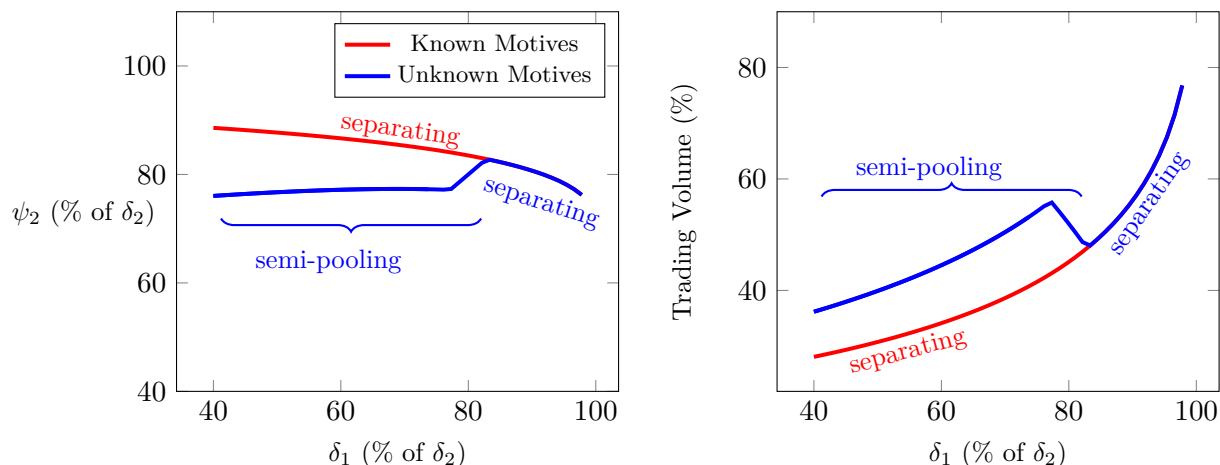 Known Motives
Unknown Motives
100
80
60
40
ψ₂ (% of δ₂)
separating
separating
semi-pooling
40
60
80
100
δ₁ (% of δ₂)
80
60
40
Trading Volume (%)
semi-pooling
separating
separating
40
60
80
100
δ₁ (% of δ₂)